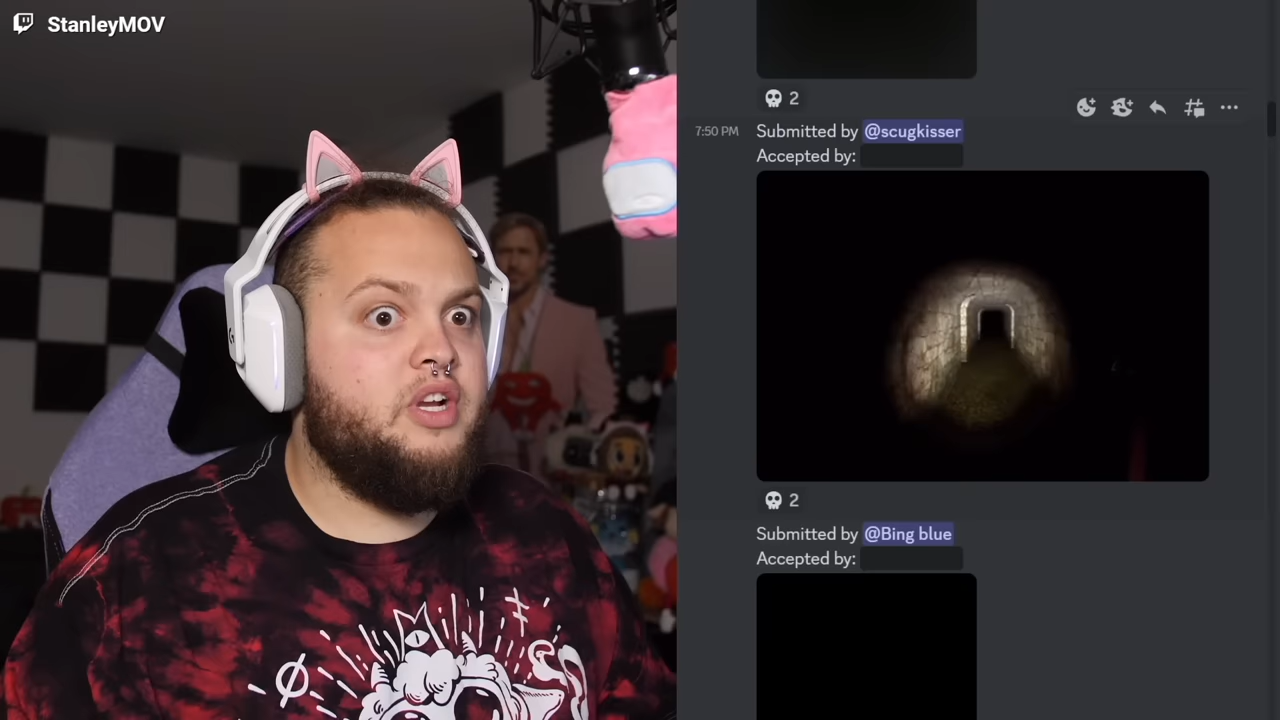 StanleyMOV
2
7:50 PM
Submitted by @scugkisser
Accepted by:
2
Submitted by @Bing blue
Accepted by: